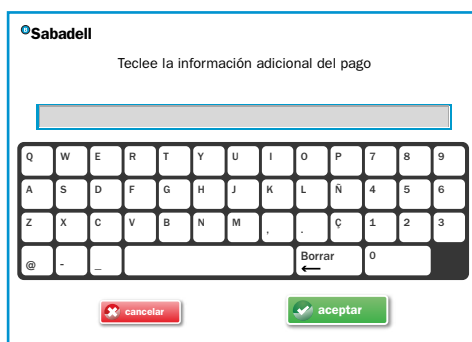 Sabadell
Teclee la información adicional del pago
Q W E R T Y U I O P 7 8 9
A S D F G H J K L Ñ 4 5 6
Z X C V B N M , . Ç 1 2 3
@ - _ Borrar 0
cancelar aceptar